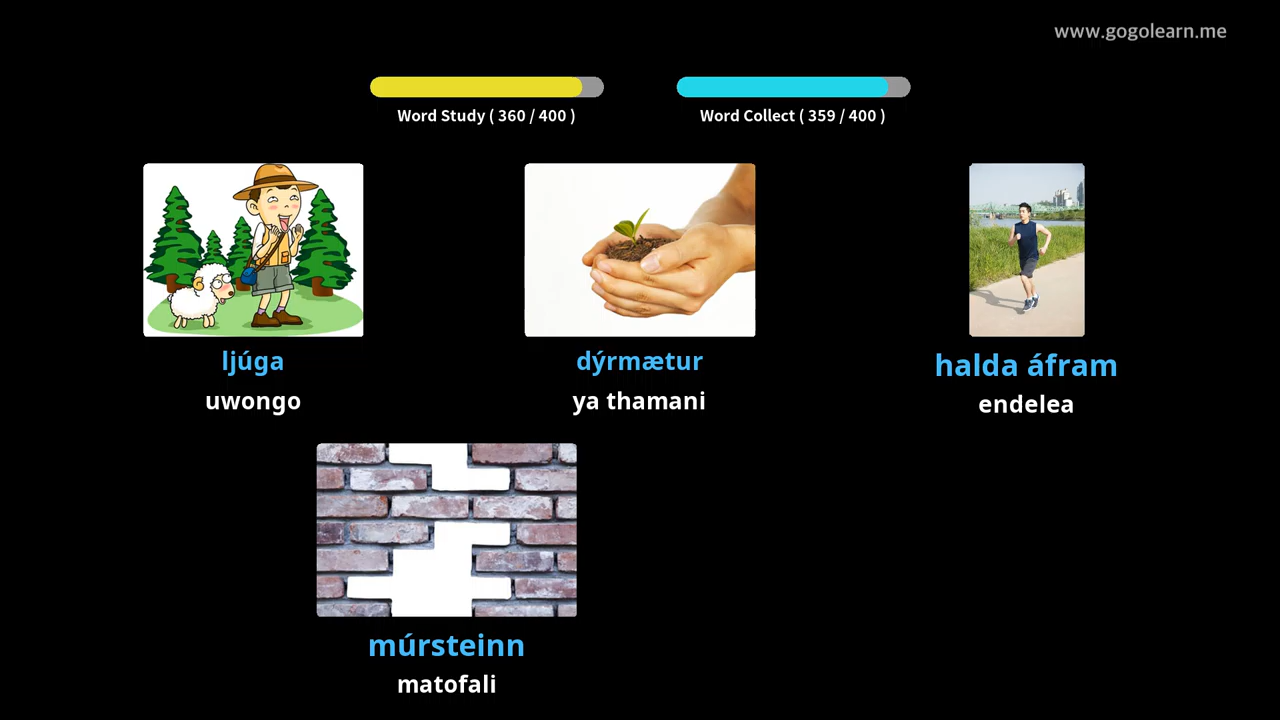 www.gogolearn.me
Word Study ( 360 / 400 )
Word Collect ( 359 / 400 )
ljúga
uwongo
dýrmætur
ya thamani
halda áfram
endelea
múrsteinn
matofali